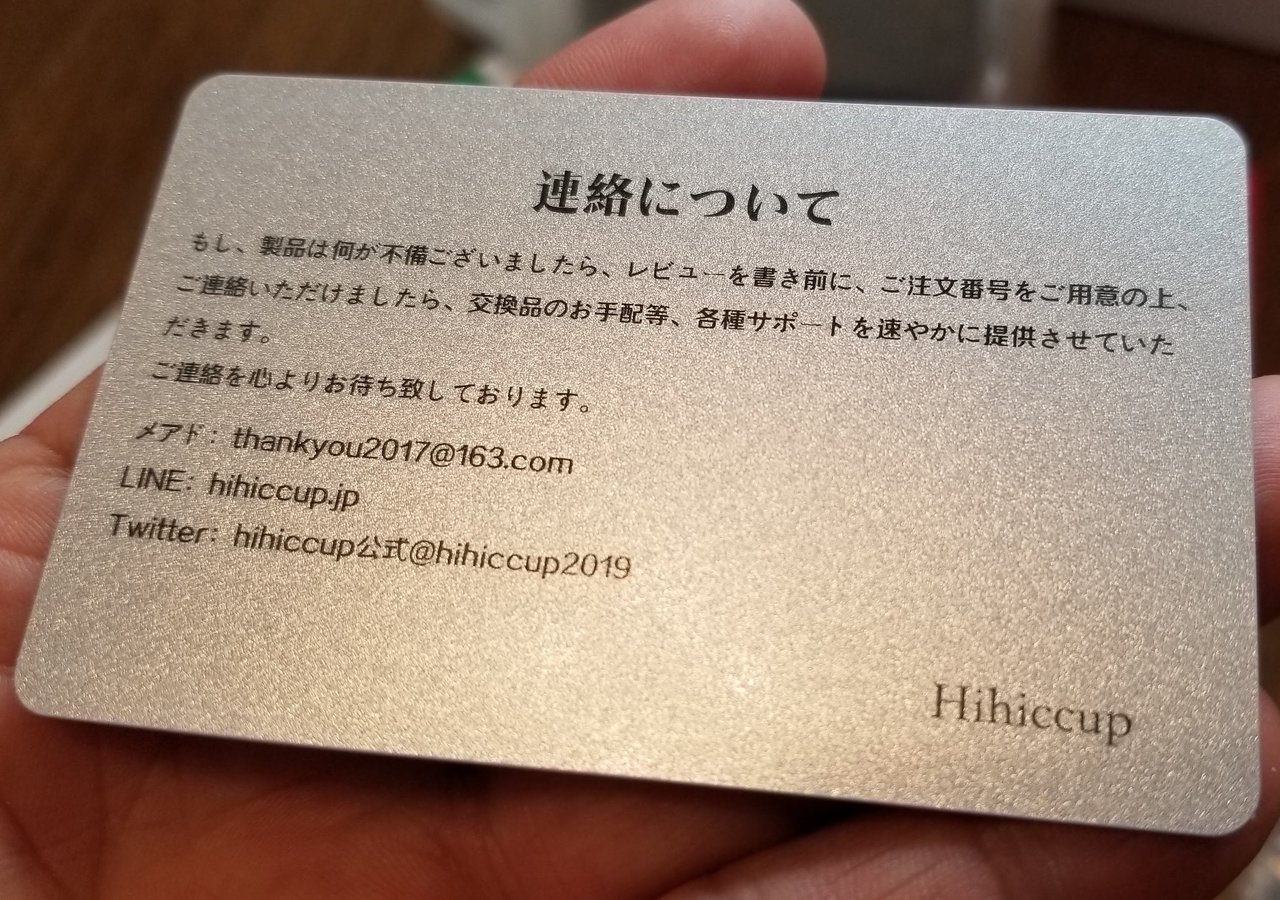 連絡について
もし、製品は何が不備ございましたら、レビューを書き前に、ご注文番号をご用意の上、
ご連絡いただけましたら、交換品のお手配等、各種サポートを速やかに提供させていた
だきます。
ご連絡を心よりお待ち致しております。
メアド：thankyou2017@163.com
LINE：hihiccup.jp
Twitter：hihiccup公式@hihiccup2019
Hihiccup